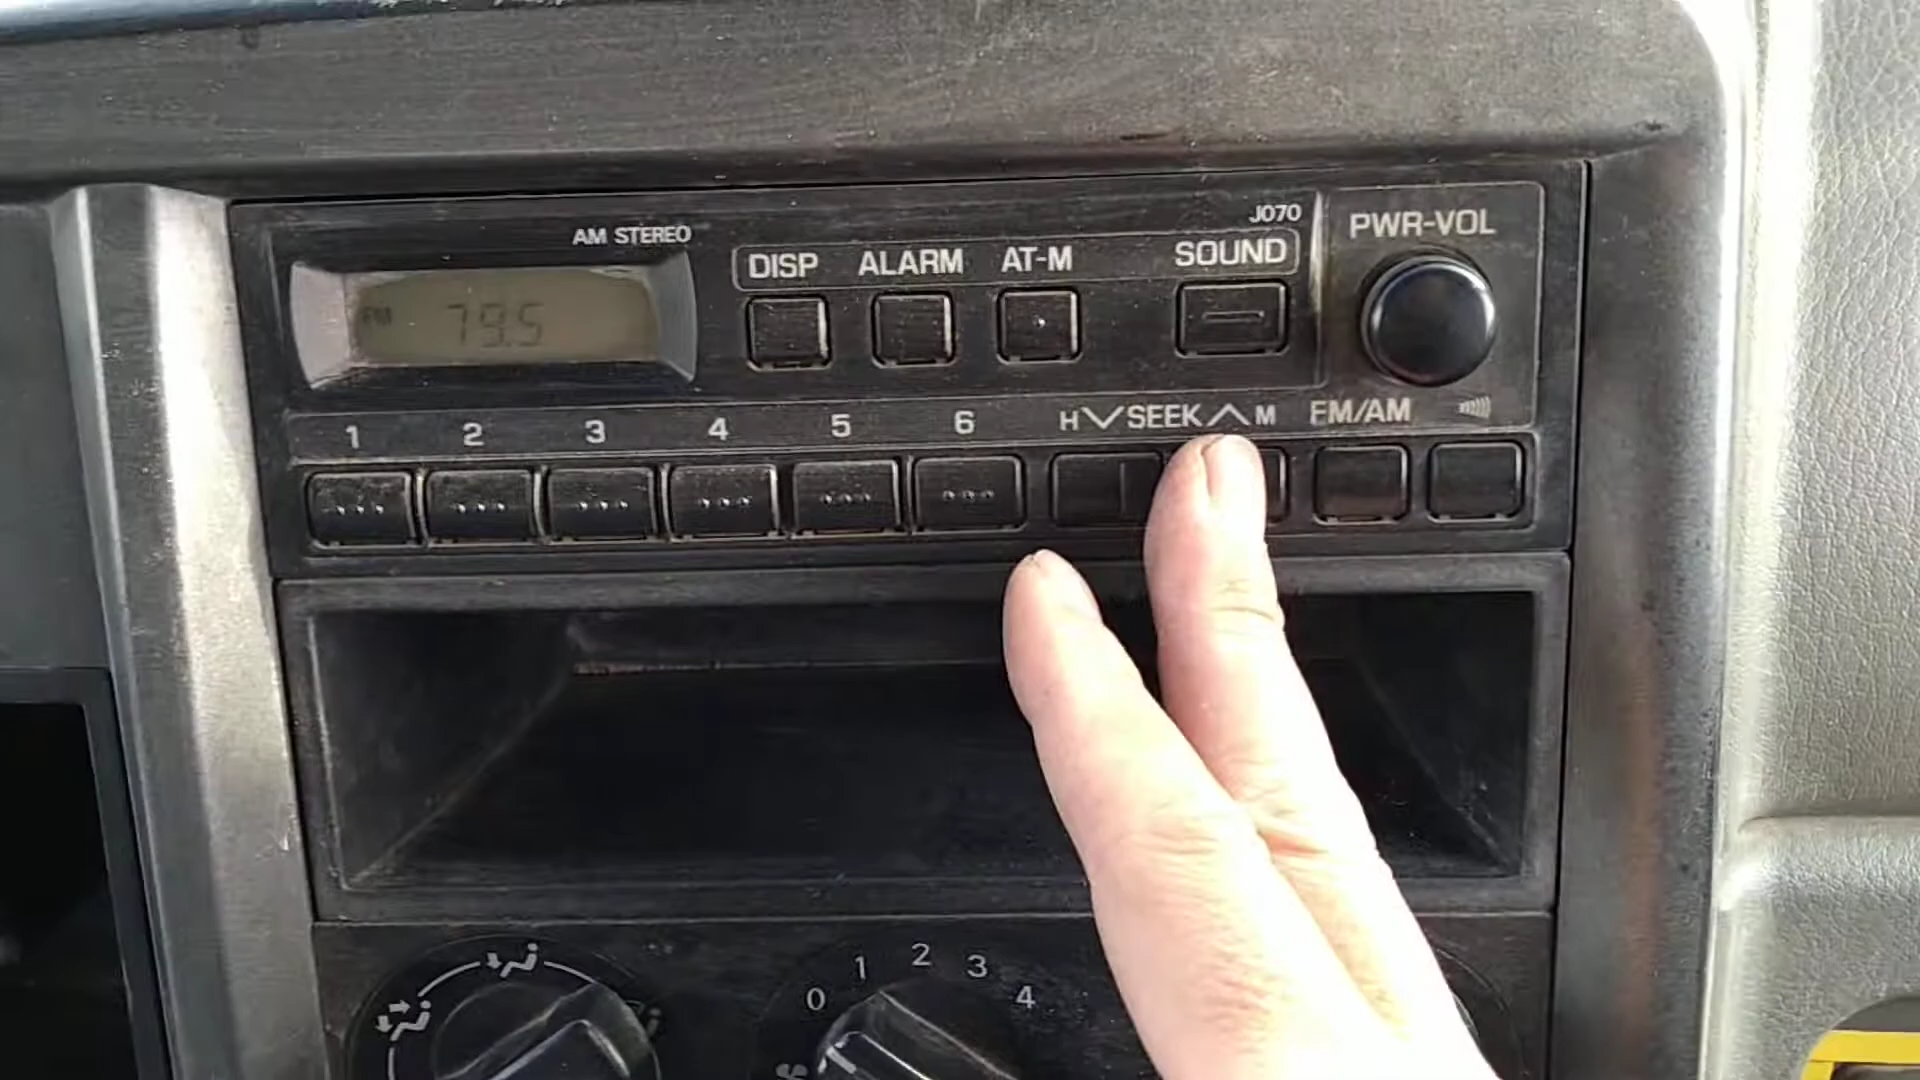 AM STEREO
J070
PWR-VOL
DISP ALARM AT-M SOUND
FM 79.5
1 2 3 4 5 6 H SEEK M FM/AM
0 1 2 3 4